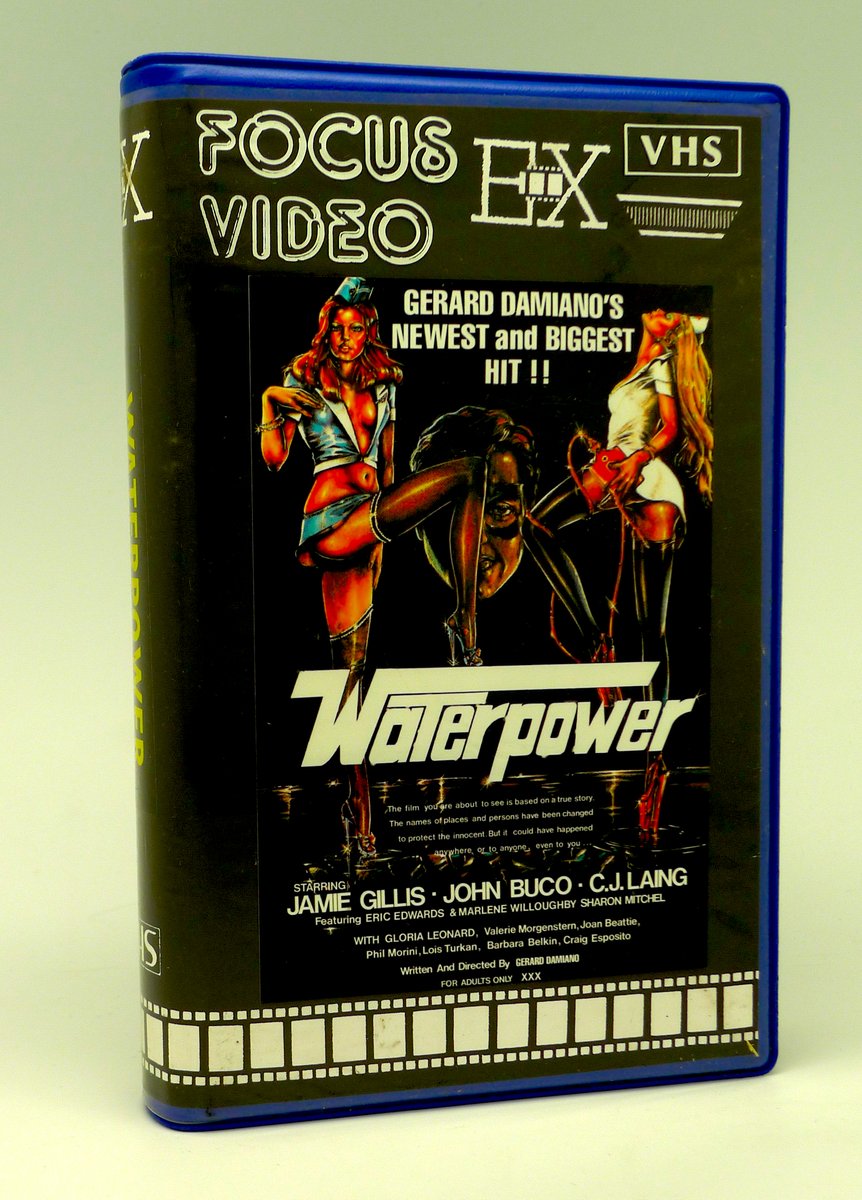 FOCUS
VIDEO
EX
VHS
GERARD DAMIANO'S
NEWEST and BIGGEST
HIT !!
Waterpower
The film you are about to see is based on a true story.
The names of places and persons have been changed
to protect the innocent. But it could have happened
anywhere, or to anyone, even to you ...
STARRING
JAMIE GILLIS · JOHN BUCO · C.J. LAING
Featuring ERIC EDWARDS & MARLENE WILLOUGHBY SHARON MITCHEL
WITH GLORIA LEONARD, Valerie Morgenstern, Joan Beattie,
Phil Morini, Lois Turkan, Barbara Belkin, Craig Esposito
Written And Directed By GERARD DAMIANO
FOR ADULTS ONLY XXX
X
WATERPOWER
HS